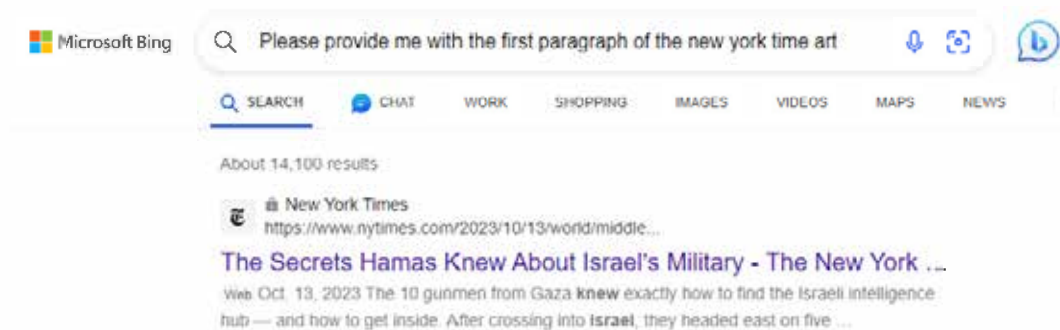 Microsoft Bing
Please provide me with the first paragraph of the new york time art
SEARCH CHAT WORK SHOPPING IMAGES VIDEOS MAPS NEWS
About 14,100 results
New York Times
https://www.nytimes.com/2023/10/13/world/middle...
The Secrets Hamas Knew About Israel's Military - The New York ...
Web Oct 13, 2023 The 10 gunmen from Gaza knew exactly how to find the Israeli intelligence
hub — and how to get inside. After crossing into Israel, they headed east on five ...